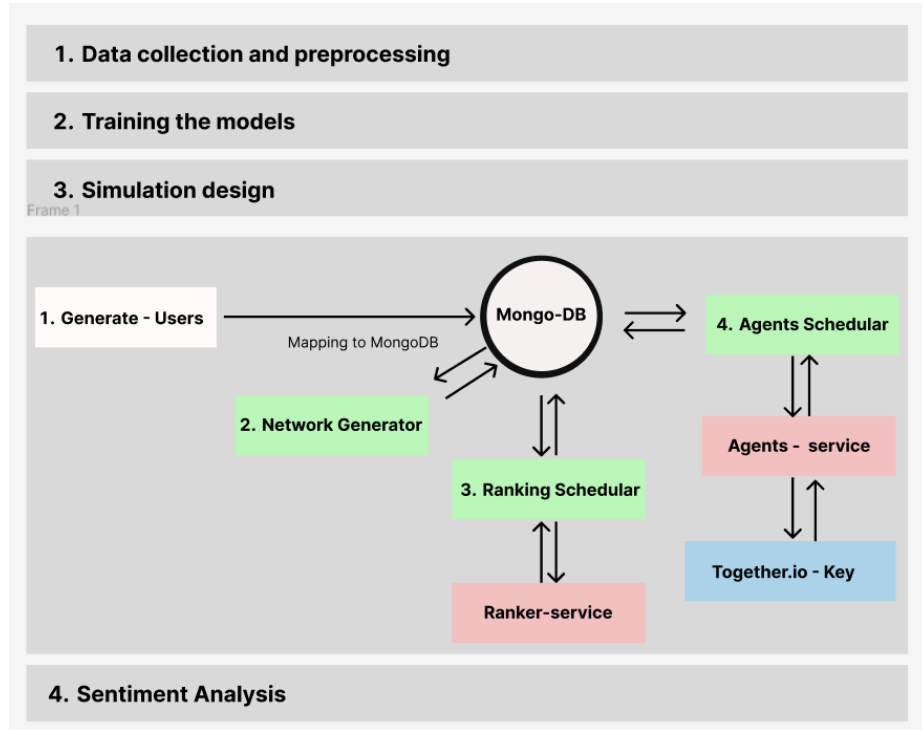 1. Data collection and preprocessing
2. Training the models
3. Simulation design
Frame 1
1. Generate - Users
Mapping to MongoDB
Mongo-DB
4. Agents Schedular
2. Network Generator
Agents - service
3. Ranking Schedular
Together.io - Key
Ranker-service
4. Sentiment Analysis